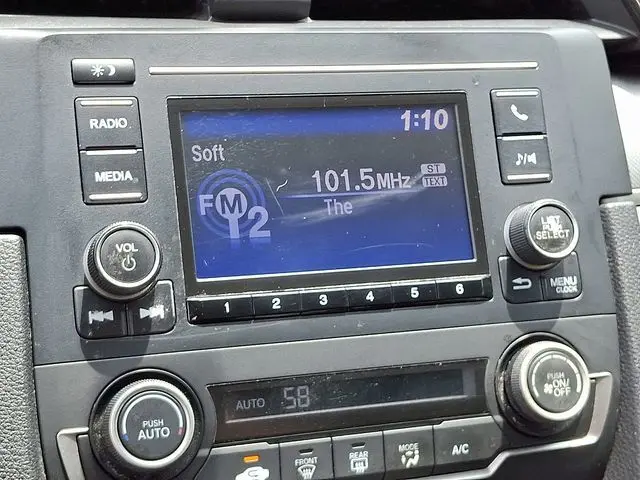 1:10
RADIO
Soft
ST
101.5MHz
TEXT
MEDIA
FM2
The
VOL
LIST
SELECT
MENU
CLOCK
1 2 3 4 5 6
AUTO 58
PUSH
AUTO
PUSH
ON/
OFF
FRONT
REAR
MODE
A/C